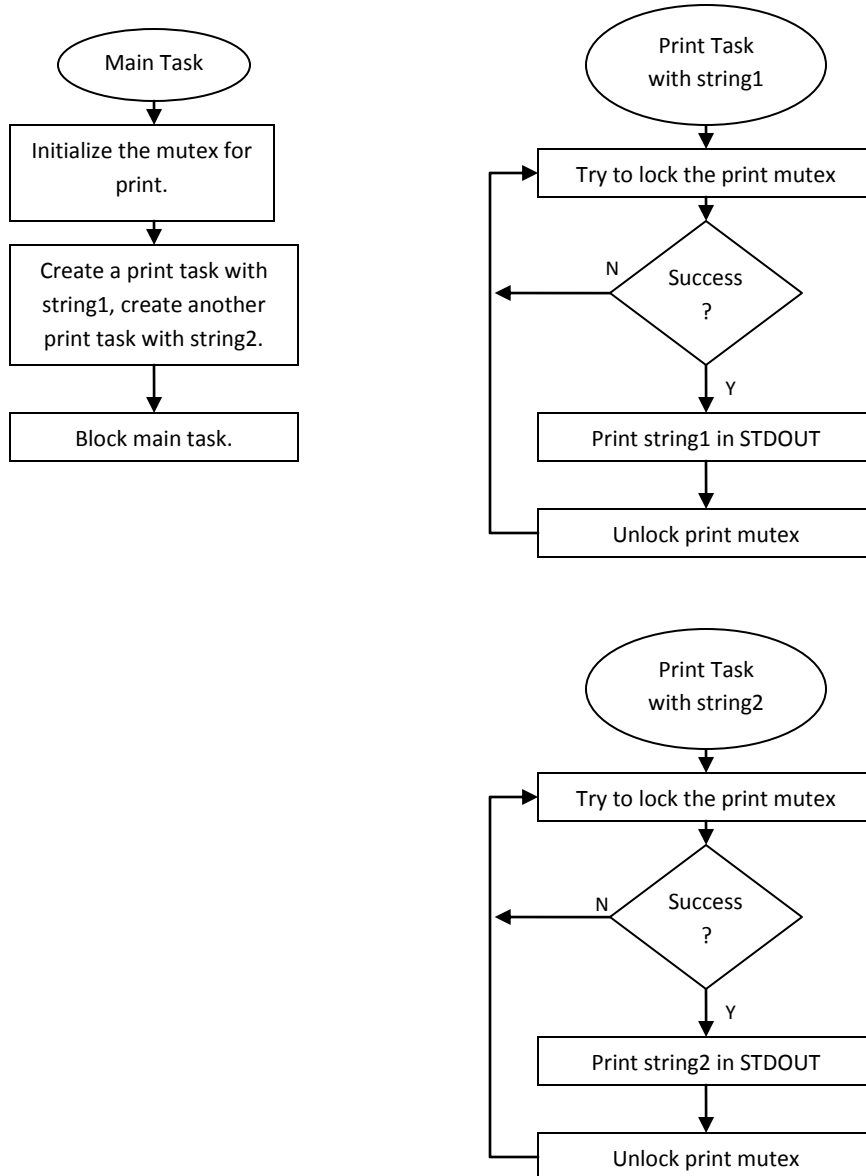 Main Task
Initialize the mutex for
print.
Create a print task with
string1, create another
print task with string2.
Block main task.
Print Task
with string1
Try to lock the print mutex
N
Success
?
Y
Print string1 in STDOUT
Unlock print mutex
Print Task
with string2
Try to lock the print mutex
N
Success
?
Y
Print string2 in STDOUT
Unlock print mutex